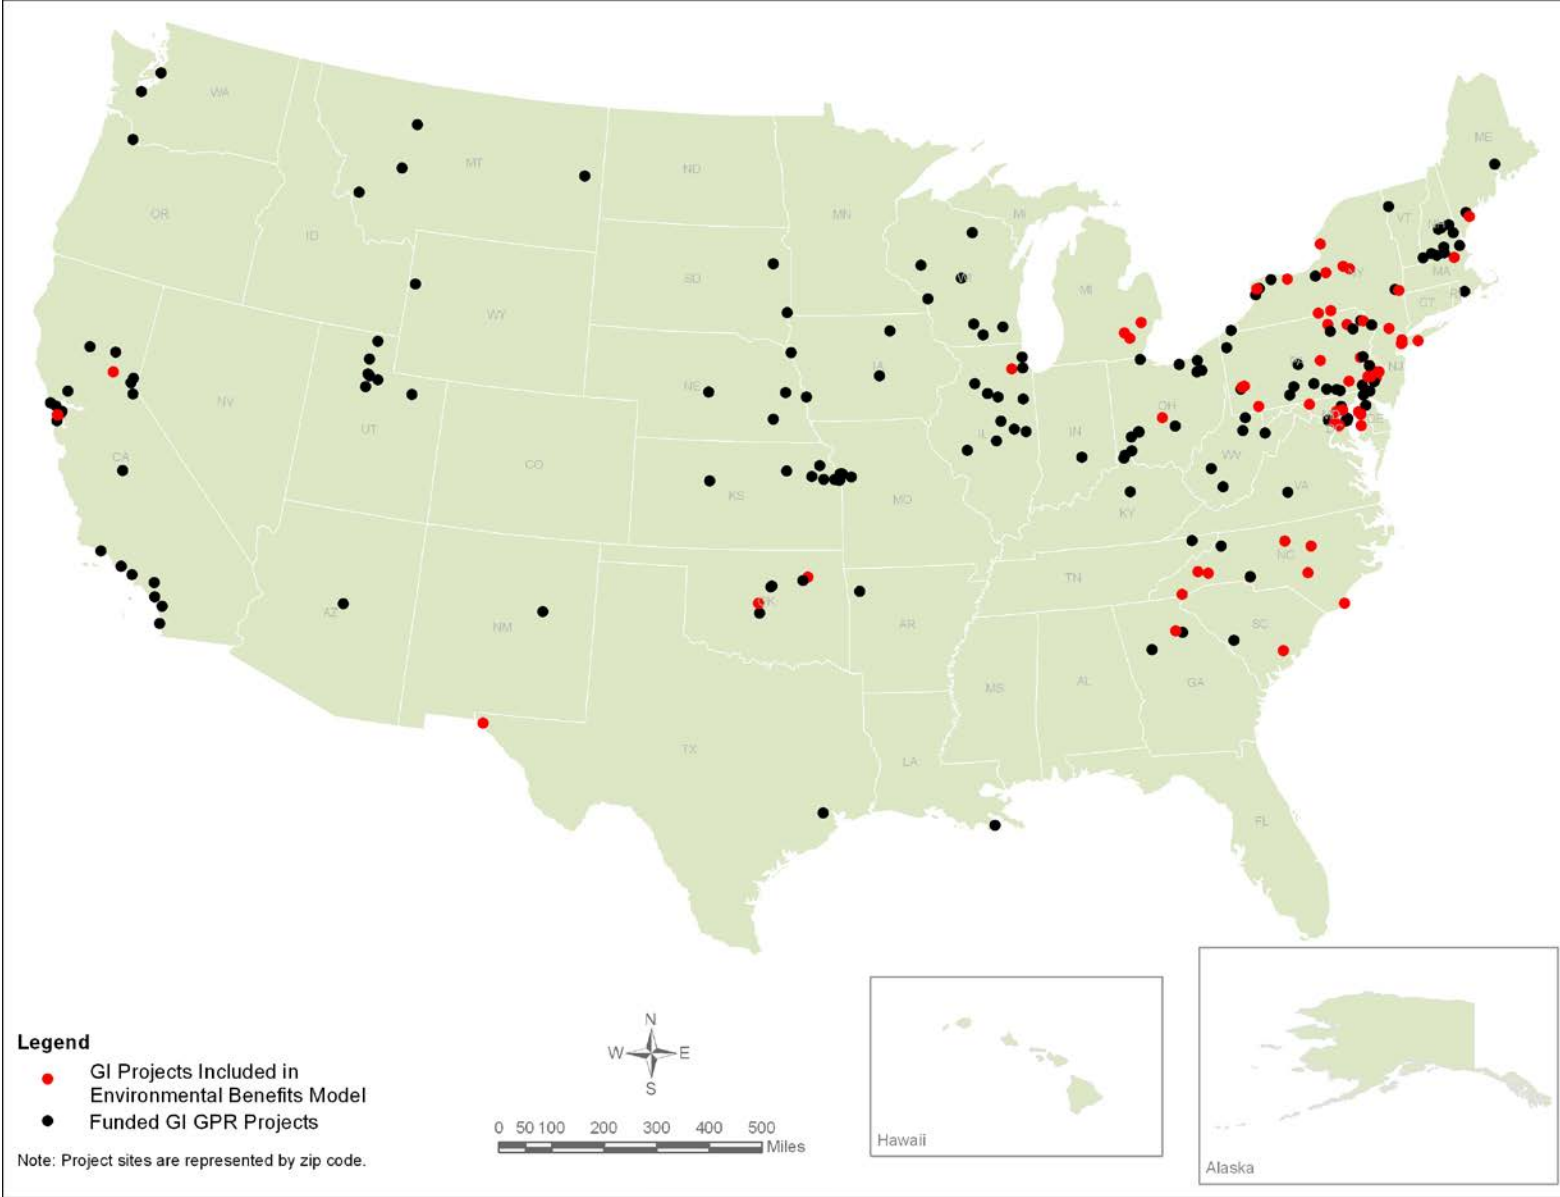 WA
MT
ND
ME
OR
ID
MN
MI
VT
NH
SD
WI
NY
MA
WY
MI
CT
RI
IA
NE
PA
NJ
NV
OH
UT
IL
IN
DE
CA
CO
WV
KS
MO
VA
KY
NC
TN
AZ
NM
OK
AR
SC
MS
AL
GA
TX
LA
FL
Legend
GI Projects Included in
Environmental Benefits Model
Funded GI GPR Projects
Note: Project sites are represented by zip code.
N
W E
S
0 50 100 200 300 400 500
Miles
Hawaii
Alaska